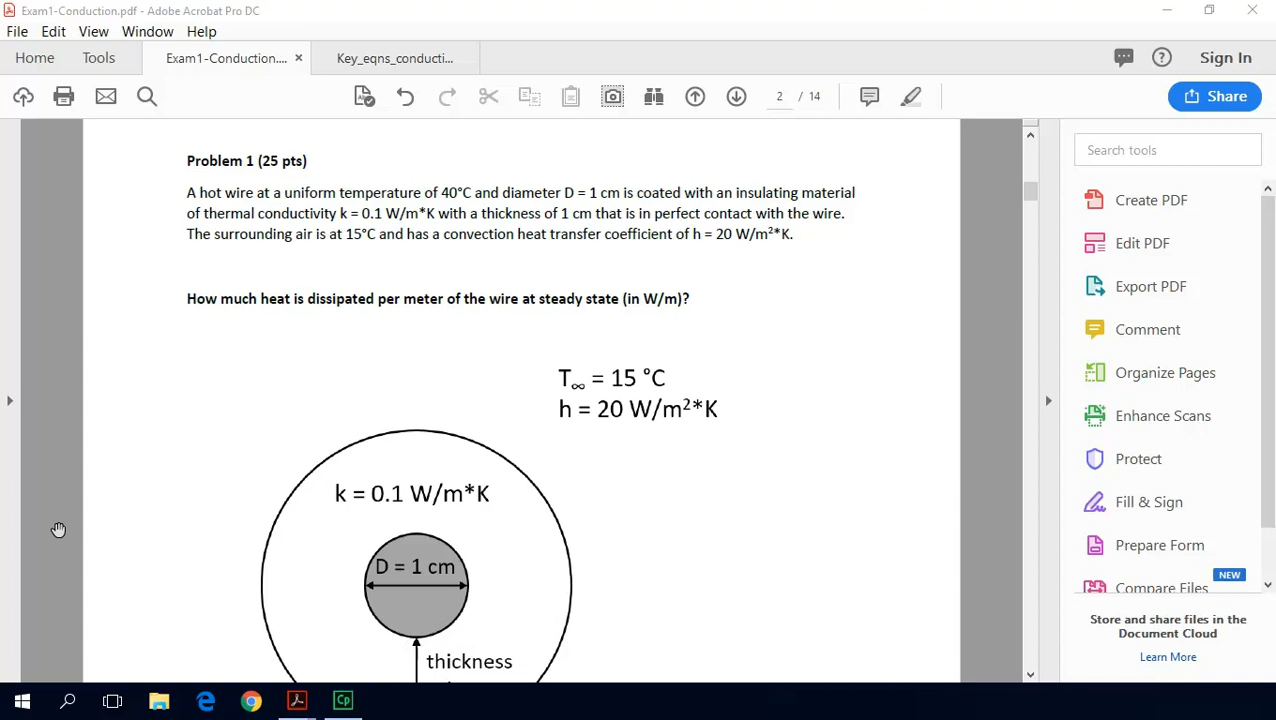 Exam1-Conduction.pdf - Adobe Acrobat Pro DC
File Edit View Window Help
Home Tools Exam1-Conduction.... × Key_eqns_conducti... Sign In
2 / 14 Share
Problem 1 (25 pts)
A hot wire at a uniform temperature of 40°C and diameter D = 1 cm is coated with an insulating material
of thermal conductivity k = 0.1 W/m*K with a thickness of 1 cm that is in perfect contact with the wire.
The surrounding air is at 15°C and has a convection heat transfer coefficient of h = 20 W/m²*K.
How much heat is dissipated per meter of the wire at steady state (in W/m)?
T∞ = 15 °C
h = 20 W/m²*K
k = 0.1 W/m*K
D = 1 cm
thickness
Search tools
Create PDF
Edit PDF
Export PDF
Comment
Organize Pages
Enhance Scans
Protect
Fill & Sign
Prepare Form
NEW
Compare Files
Store and share files in the
Document Cloud
Learn More
Cp